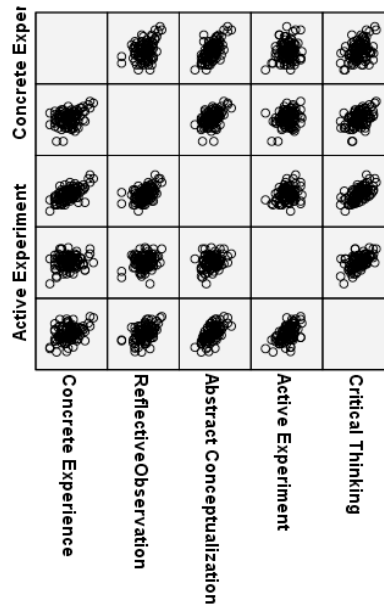 Concrete Exper
Active Experiment
Concrete Experience
ReflectiveObservation
Abstract Conceptualization
Active Experiment
Critical Thinking